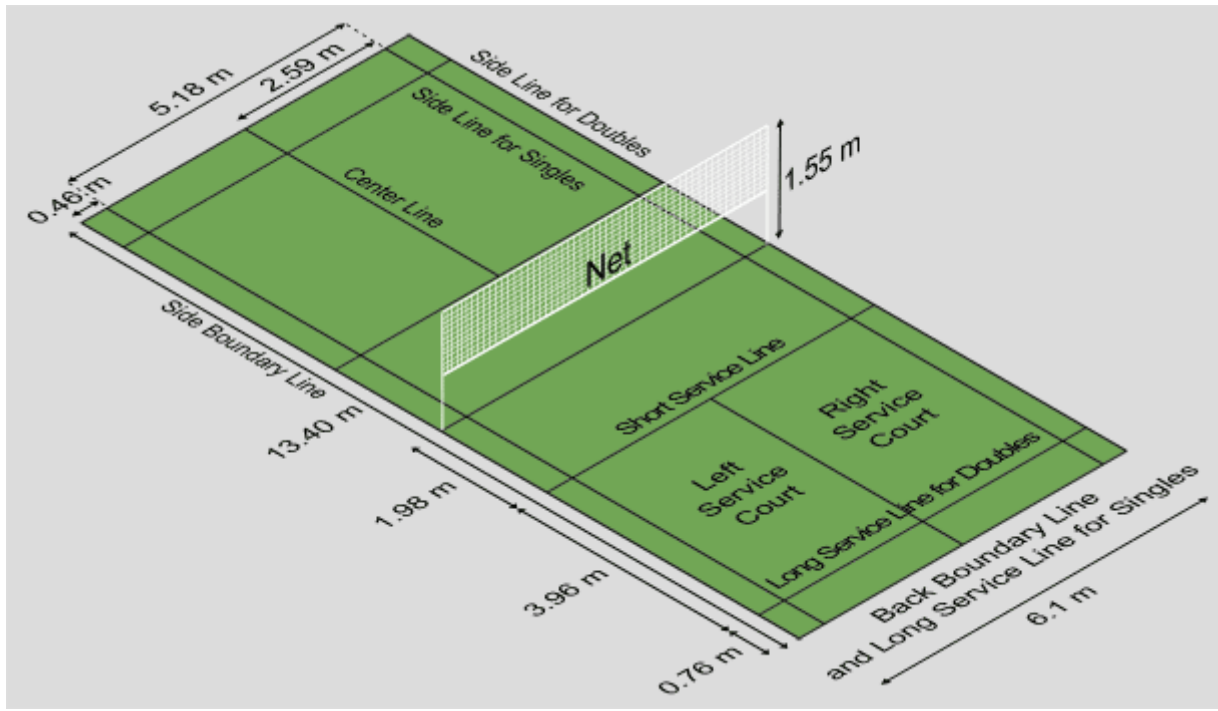 5.18 m
2.59 m
0.46 m
Side Line for Doubles
Side Line for Singles
Center Line
1.55 m
Net
Side Boundary Line
13.40 m
1.98 m
3.96 m
0.76 m
Short Service Line
Right
Service
Court
Left
Service
Court
Long Service Line for Doubles
Back Boundary Line
and Long Service Line for Singles
6.1 m